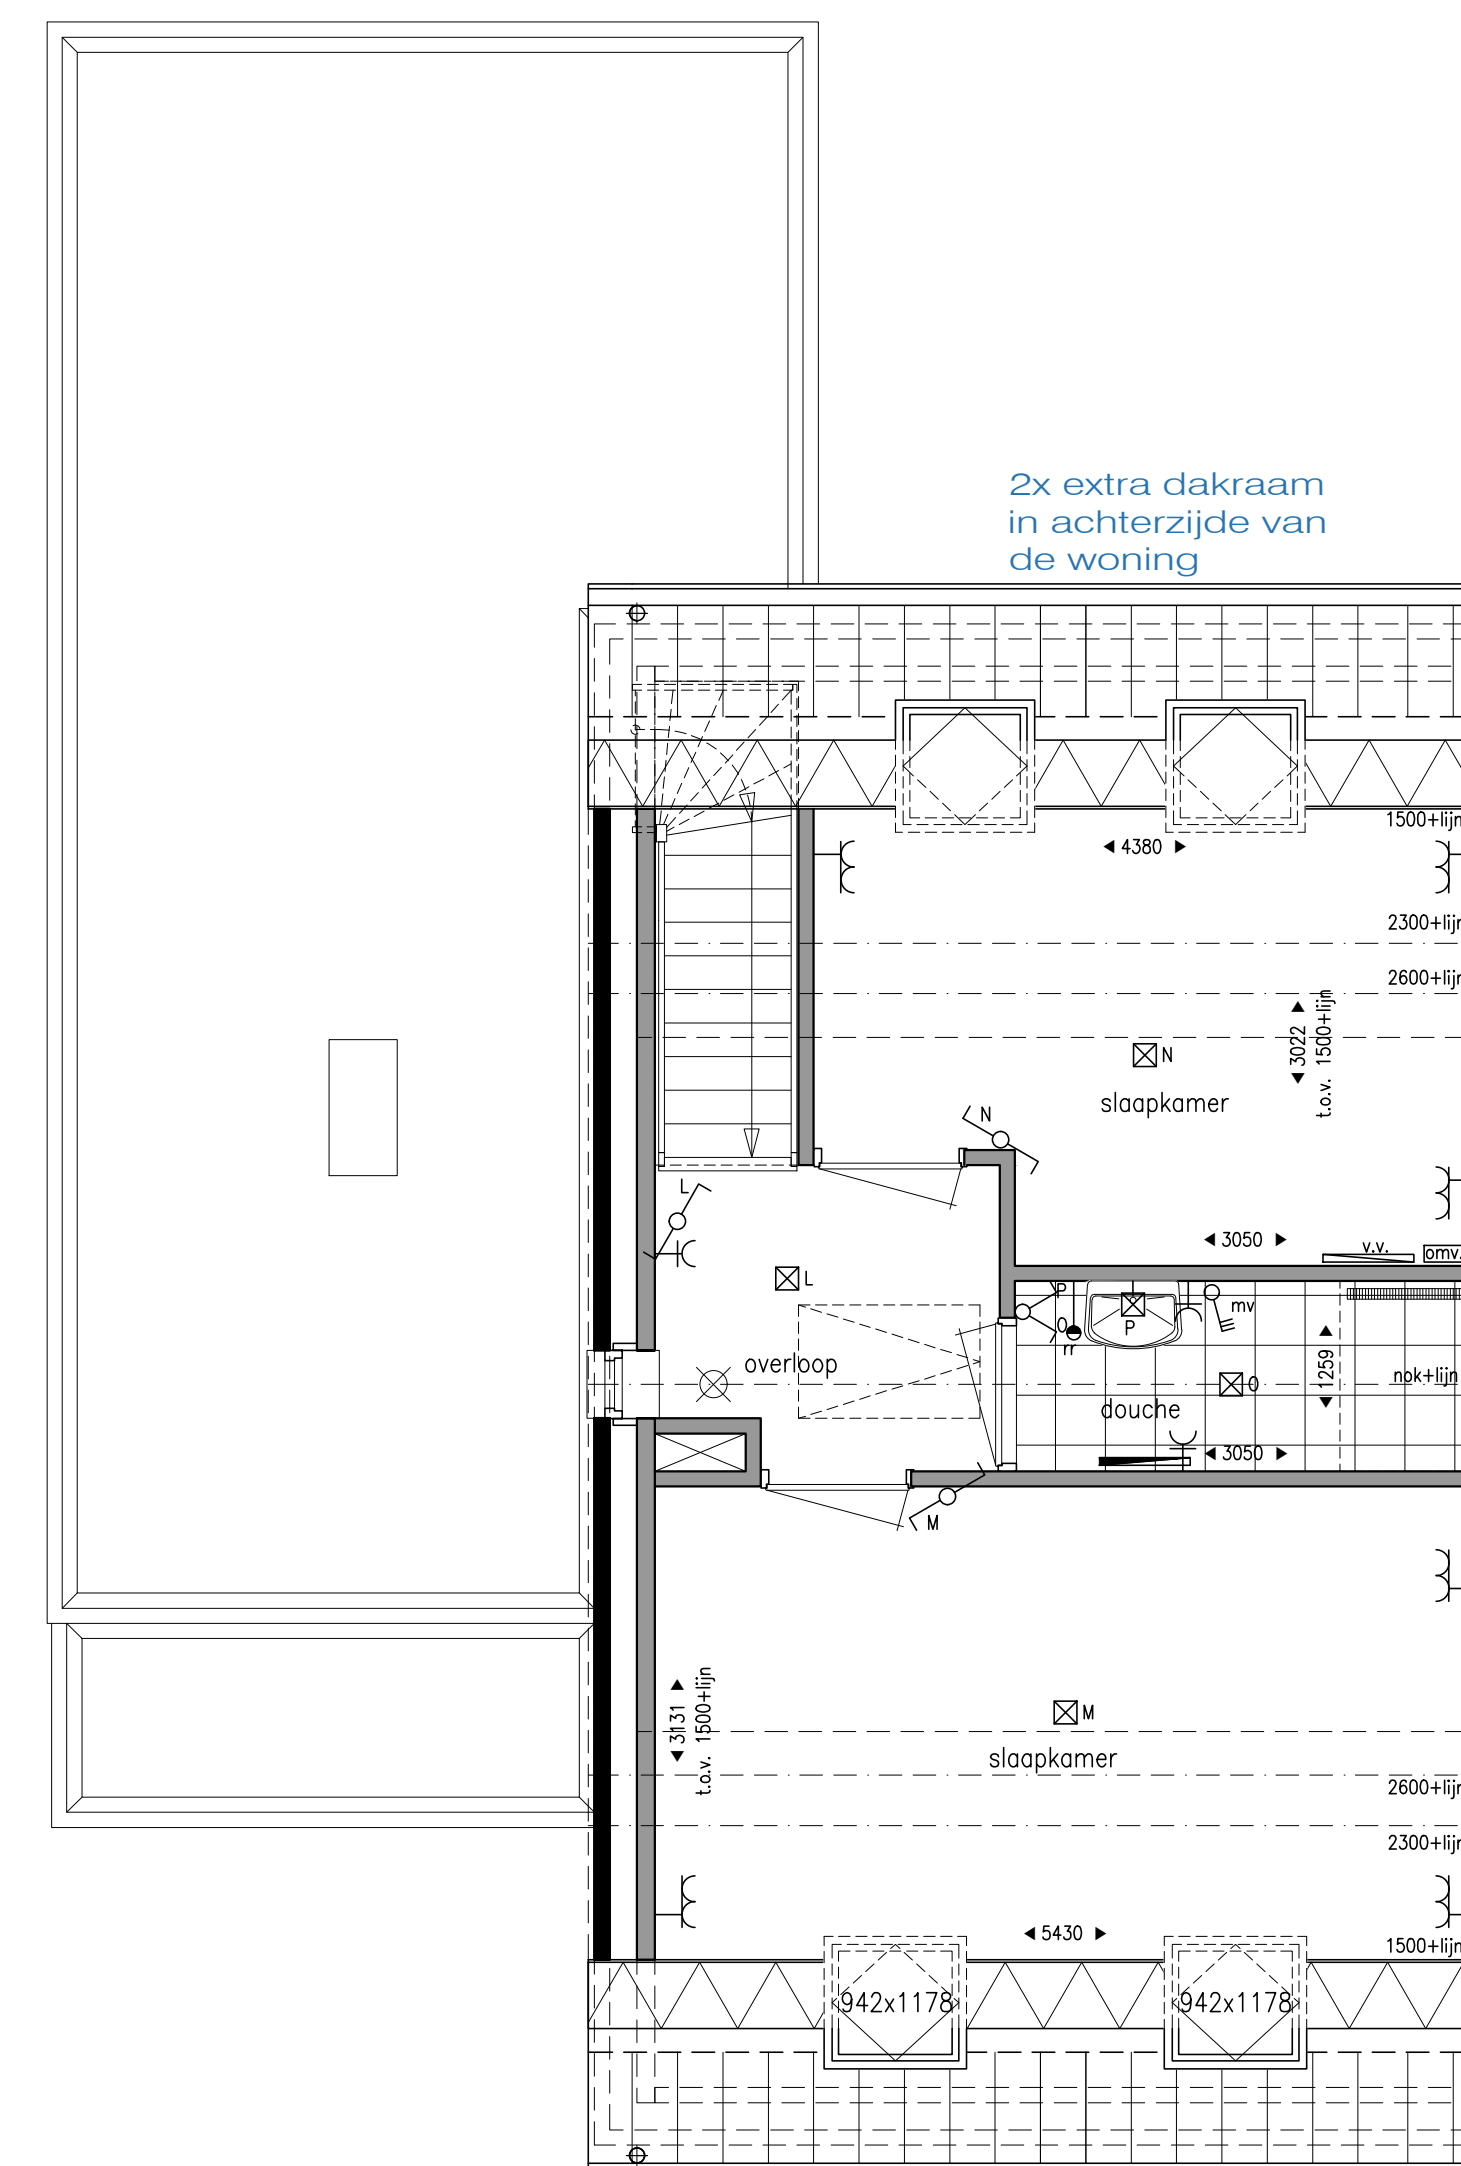 2x extra dakraam
in achterzijde van
de woning
1500+lijn
4380
2300+lijn
2600+lijn
3022
t.o.v. 1500+lijn
N
slaapkamer
N
L
3050
v.v.
omv.
L
P
O
rr
P
mv
overloop
1259
nok+lijn
O
douche
3050
M
3131
t.o.v. 1500+lijn
M
slaapkamer
2600+lijn
2300+lijn
5430
1500+lijn
942x1178
942x1178